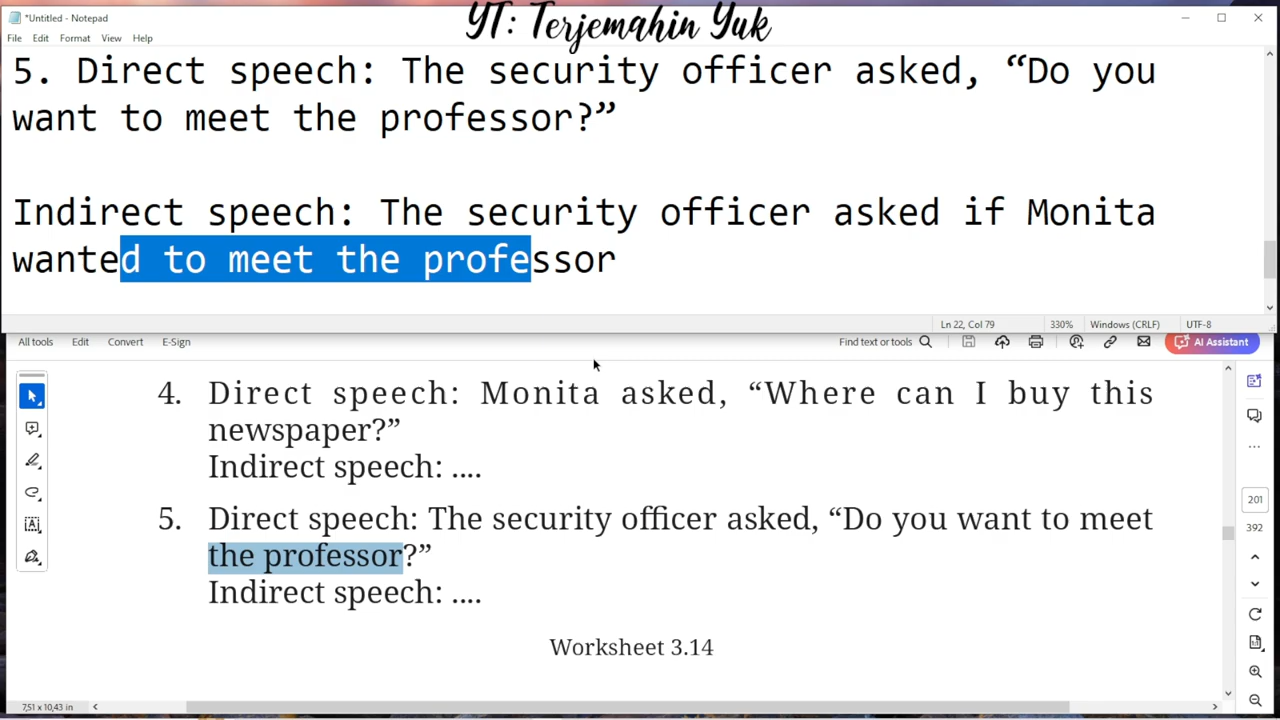 YT: Terjemahin Yuk
*Untitled - Notepad
File Edit Format View Help
5. Direct speech: The security officer asked, “Do you
want to meet the professor?”
Indirect speech: The security officer asked if Monita
wanted to meet the professor
Ln 22, Col 79 330% Windows (CRLF) UTF-8
All tools Edit Convert E-Sign Find text or tools AI Assistant
4. Direct speech: Monita asked, “Where can I buy this
newspaper?”
Indirect speech: ....
5. Direct speech: The security officer asked, “Do you want to meet
the professor?”
Indirect speech: ....
Worksheet 3.14
201
392
7,51 x 10,43 in